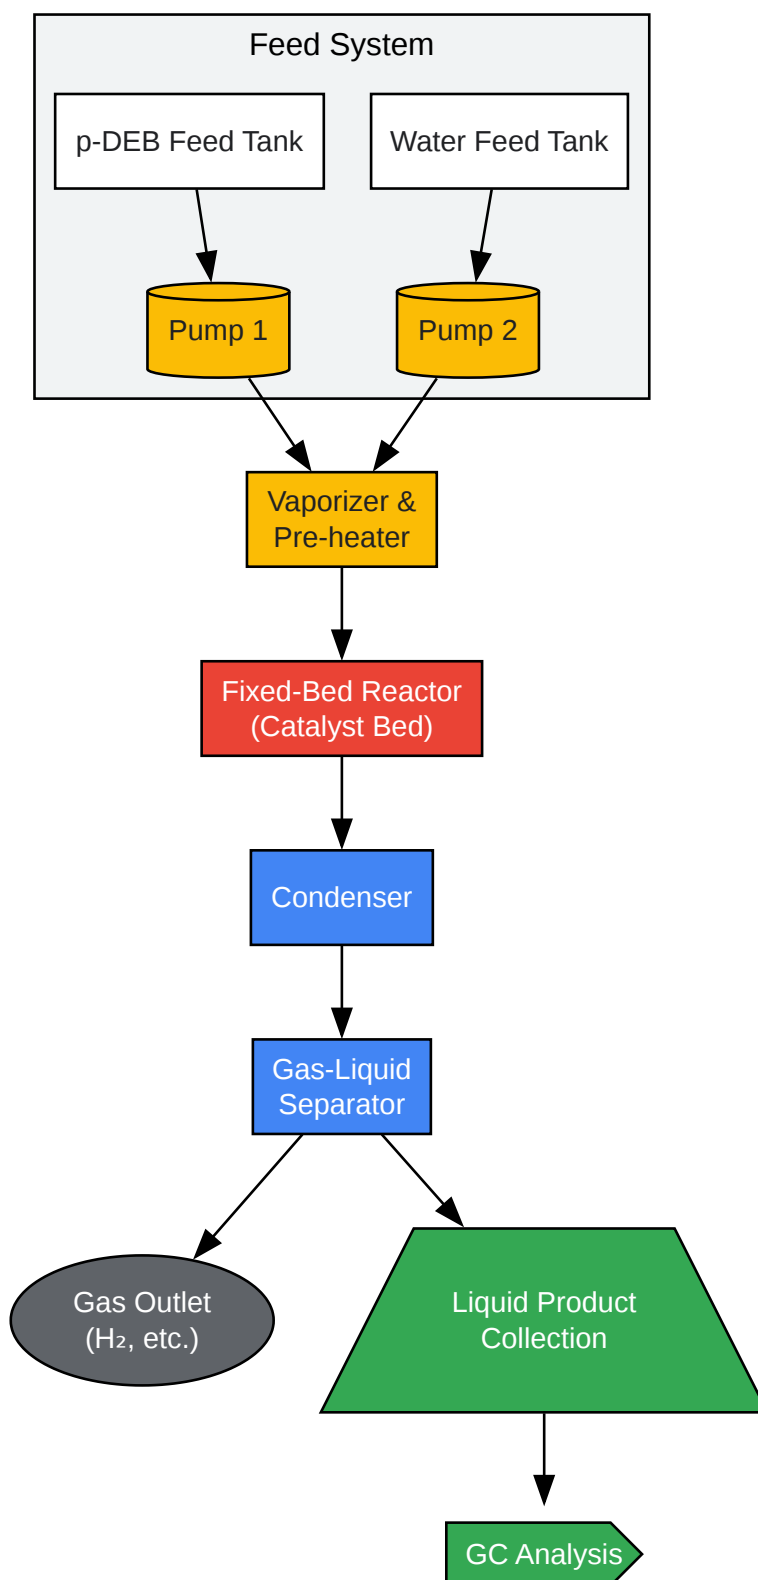 Feed System
p-DEB Feed Tank
Water Feed Tank
Pump 1
Pump 2
Vaporizer &
Pre-heater
Fixed-Bed Reactor
(Catalyst Bed)
Condenser
Gas-Liquid
Separator
Gas Outlet
(H₂, etc.)
Liquid Product
Collection
GC Analysis